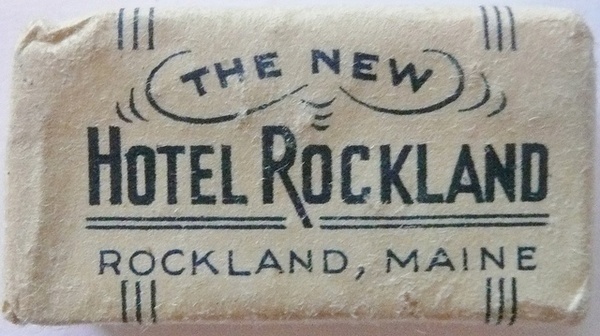 THE NEW
HOTEL ROCKLAND
ROCKLAND, MAINE